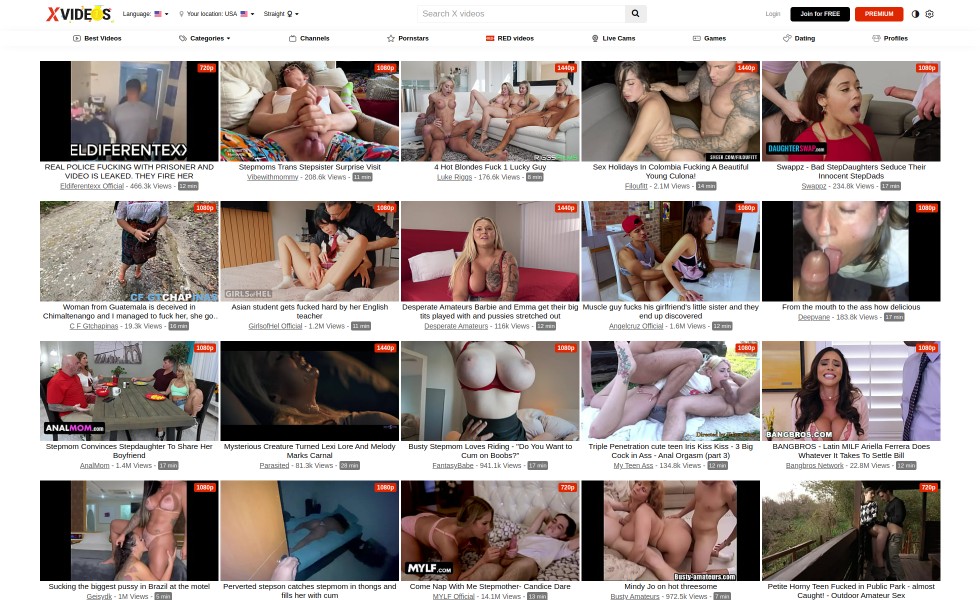 XVIDEOS
Language:
Your location: USA
Straight
Search X videos
Login
Join for FREE
PREMIUM
Best Videos
Categories
Channels
Pornstars
RED videos
Live Cams
Games
Dating
Profiles
720p
1080p
1440p
1440p
1080p
ELDIFERENTEXX
RIGGS
SHEER.COM/FILOUFITT
DAUGHTERSWAP.com
REAL POLICE FUCKING WITH PRISONER AND
VIDEO IS LEAKED. THEY FIRE HER
Eldiferentexx Official - 466.3k Views - 12 min
Stepmoms Trans Stepsister Surprise Visit
Vibewithmommy - 208.6k Views - 11 min
4 Hot Blondes Fuck 1 Lucky Guy
Luke Riggs - 176.6k Views - 8 min
Sex Holidays In Colombia Fucking A Beautiful
Young Culona!
Filoufitt - 2.1M Views - 14 min
Swappz - Bad StepDaughters Seduce Their
Innocent StepDads
Swappz - 234.8k Views - 17 min
1080p
1080p
1440p
1080p
1080p
CF GTCHAPINAS
Woman from Guatemala is deceived in
Chimaltenango and I managed to fuck her, she go..
C F Gtchapinas - 19.3k Views - 16 min
Asian student gets fucked hard by her English
teacher
GirlsofHel Official - 1.2M Views - 11 min
Desperate Amateurs Barbie and Emma get their big
tits played with and pussies stretched out
Desperate Amateurs - 116k Views - 12 min
Muscle guy fucks his girlfriend's little sister and they
end up discovered
Angelcruz Official - 1.6M Views - 12 min
From the mouth to the ass how delicious
Deepvane - 183.8k Views - 17 min
1080p
1440p
1080p
1080p
1080p
ANALMOM.com
BANGBROS.COM
Stepmom Convinces Stepdaughter To Share Her
Boyfriend
AnalMom - 1.4M Views - 17 min
Mysterious Creature Turned Lexi Lore And Melody
Marks Carnal
Parasited - 81.3k Views - 28 min
Busty Stepmom Loves Riding - "Do You Want to
Cum on Boobs?"
FantasyBabe - 941.1k Views - 17 min
Triple Penetration cute teen Iris Kiss Kiss - 3 Big
Cock in Ass - Anal Orgasm (part 3)
My Teen Ass - 134.8k Views - 12 min
BANGBROS - Latin MILF Ariella Ferrera Does
Whatever It Takes To Settle Bill
Bangbros Network - 22.8M Views - 12 min
1080p
1080p
720p
720p
MYLF.COM
Busty-amateurs.com
Sucking the biggest pussy in Brazil at the motel
Geisydk - 1M Views - 5 min
Perverted stepson catches stepmom in thongs and
fills her with cum
Come Nap With Me Stepmother- Candice Dare
MYLF Official - 14.1M Views - 13 min
Mindy Jo on hot threesome
Busty Amateurs - 972.5k Views - 7 min
Petite Horny Teen Fucked in Public Park - almost
Caught! - Outdoor Amateur Sex